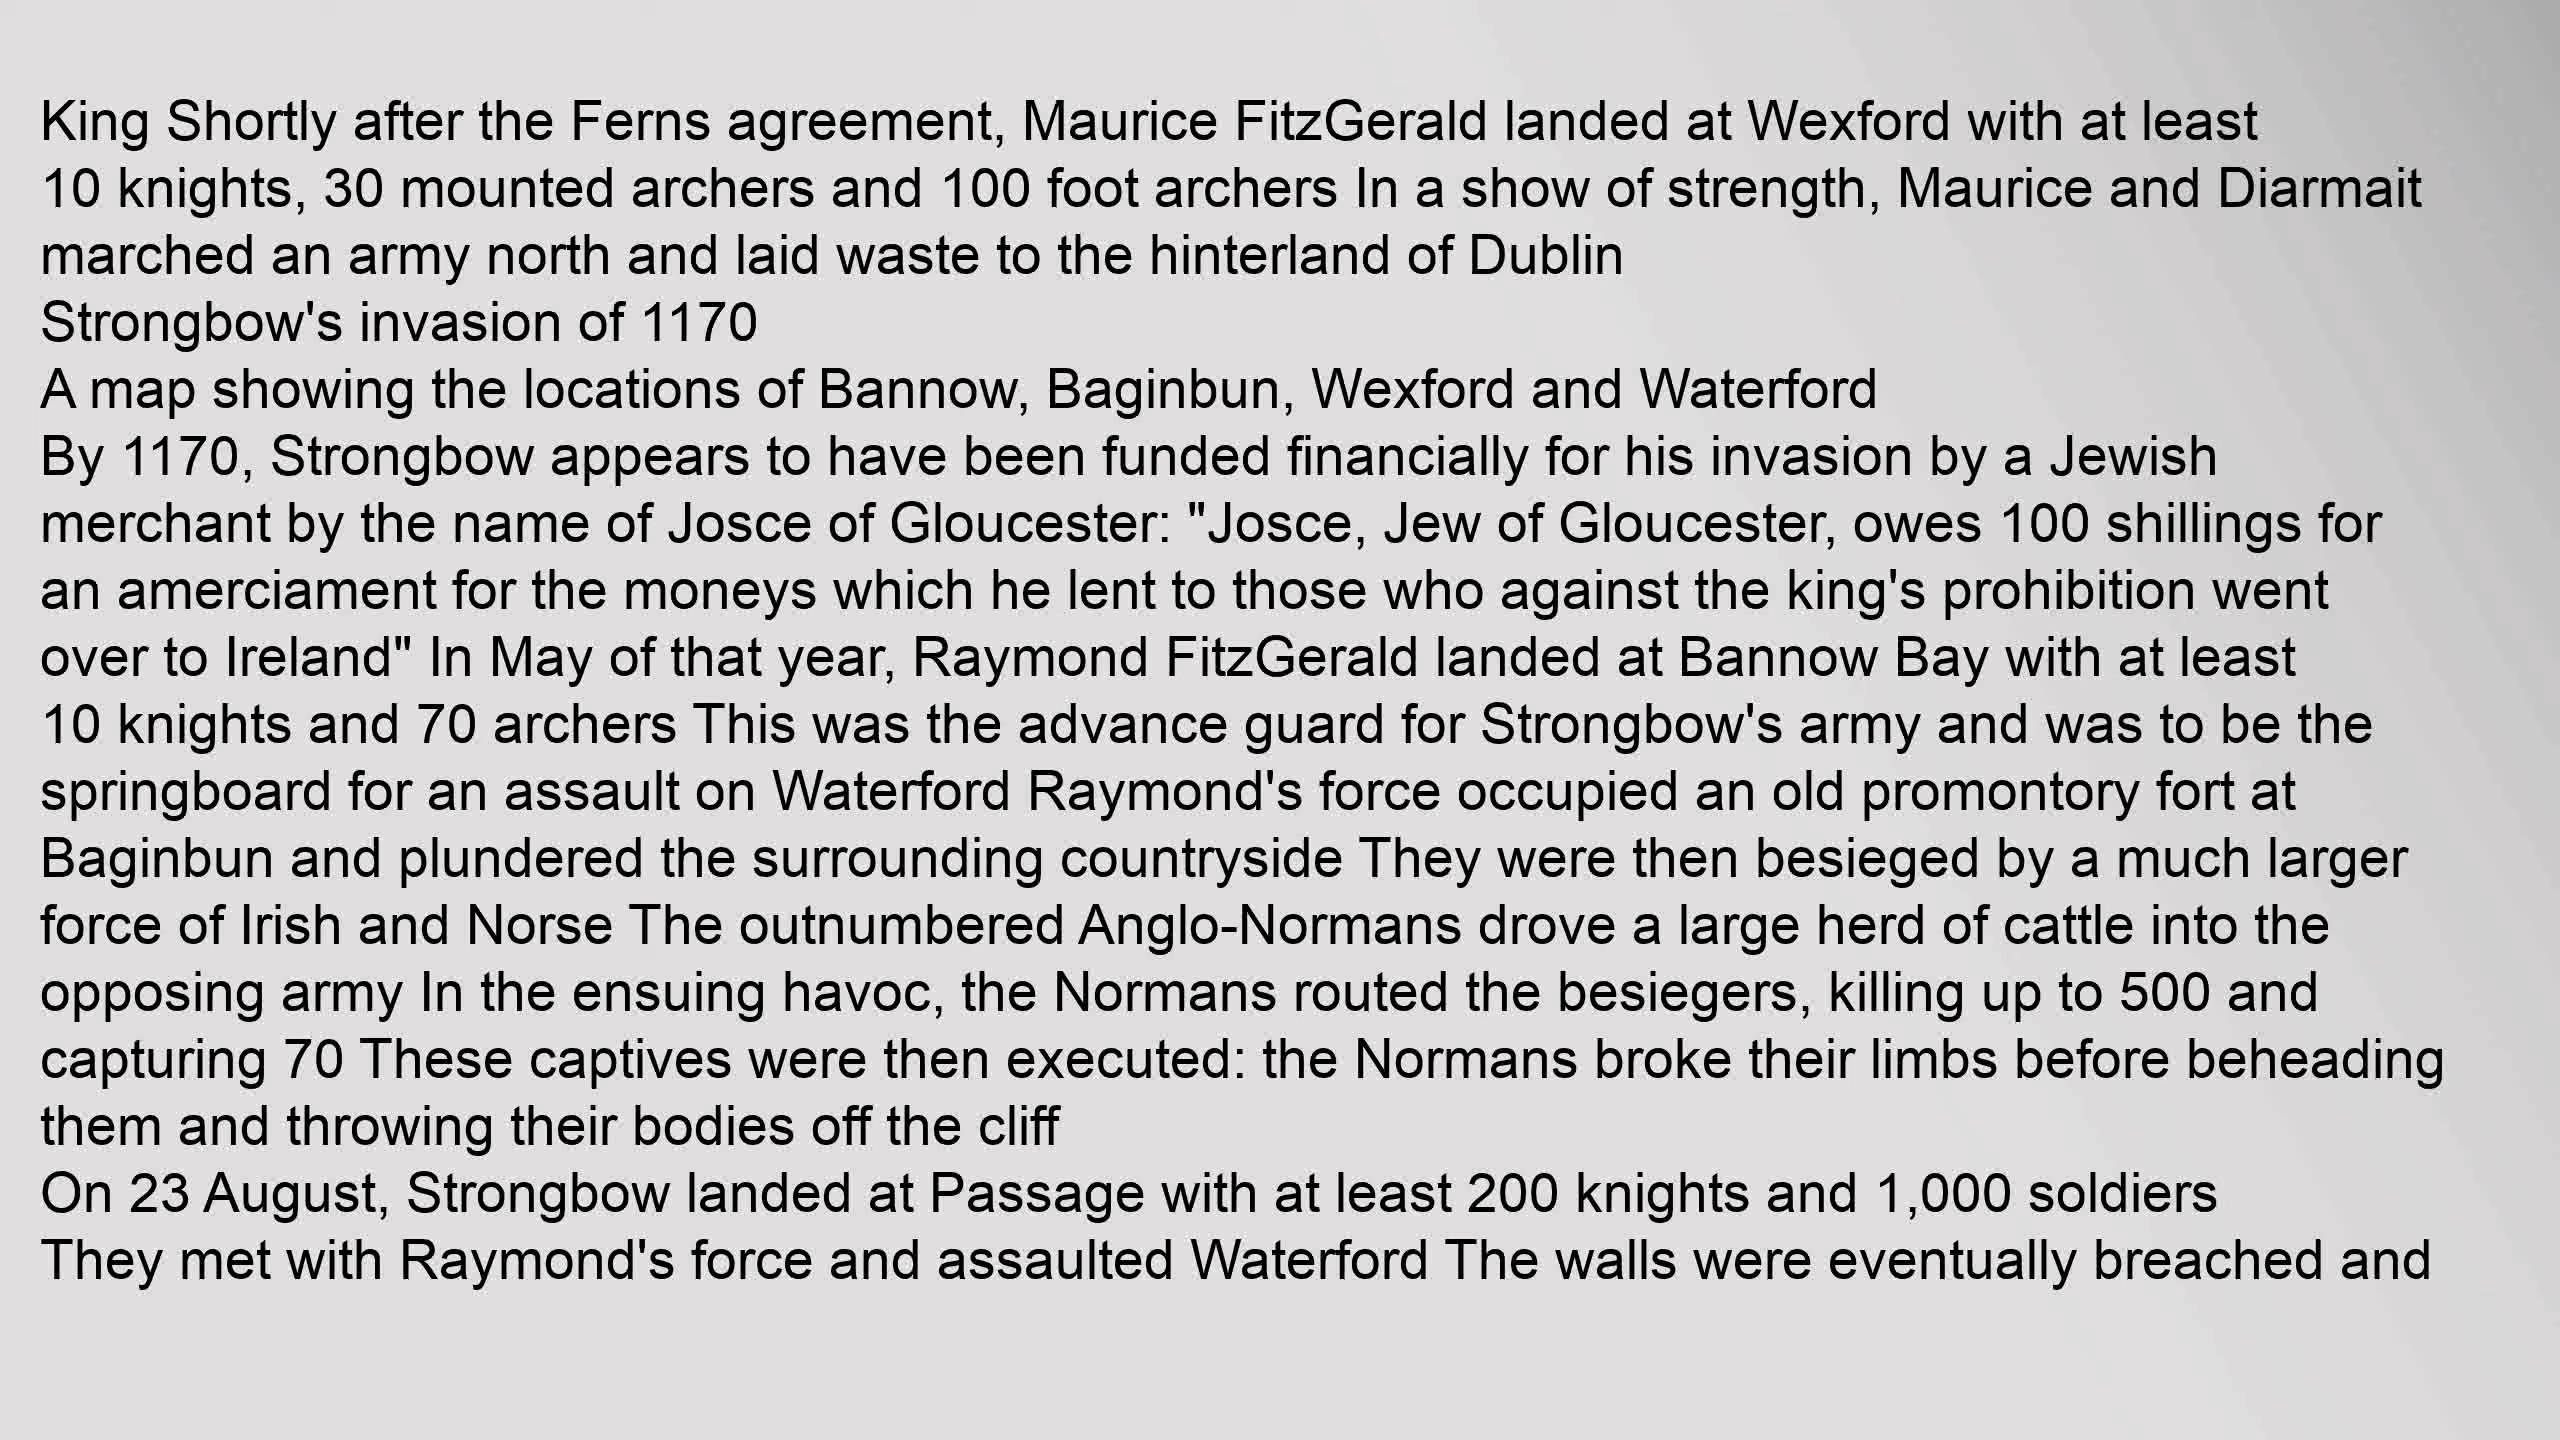 King Shortly after the Ferns agreement, Maurice FitzGerald landed at Wexford with at least
10 knights, 30 mounted archers and 100 foot archers In a show of strength, Maurice and Diarmait
marched an army north and laid waste to the hinterland of Dublin
Strongbow's invasion of 1170
A map showing the locations of Bannow, Baginbun, Wexford and Waterford
By 1170, Strongbow appears to have been funded financially for his invasion by a Jewish
merchant by the name of Josce of Gloucester: "Josce, Jew of Gloucester, owes 100 shillings for
an amerciament for the moneys which he lent to those who against the king's prohibition went
over to Ireland" In May of that year, Raymond FitzGerald landed at Bannow Bay with at least
10 knights and 70 archers This was the advance guard for Strongbow's army and was to be the
springboard for an assault on Waterford Raymond's force occupied an old promontory fort at
Baginbun and plundered the surrounding countryside They were then besieged by a much larger
force of Irish and Norse The outnumbered Anglo-Normans drove a large herd of cattle into the
opposing army In the ensuing havoc, the Normans routed the besiegers, killing up to 500 and
capturing 70 These captives were then executed: the Normans broke their limbs before beheading
them and throwing their bodies off the cliff
On 23 August, Strongbow landed at Passage with at least 200 knights and 1,000 soldiers
They met with Raymond's force and assaulted Waterford The walls were eventually breached and